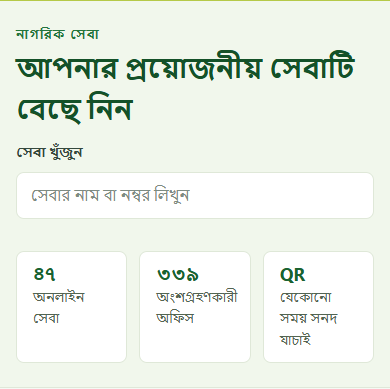 নাগরিক সেবা
আপনার প্রয়োজনীয় সেবাটি
বেছে নিন
সেবা খুঁজুন
সেবার নাম বা নম্বর লিখুন
৪৭
অনলাইন
সেবা
৩৩৯
অংশগ্রহণকারী
অফিস
QR
যেকোনো
সময় সনদ
যাচাই